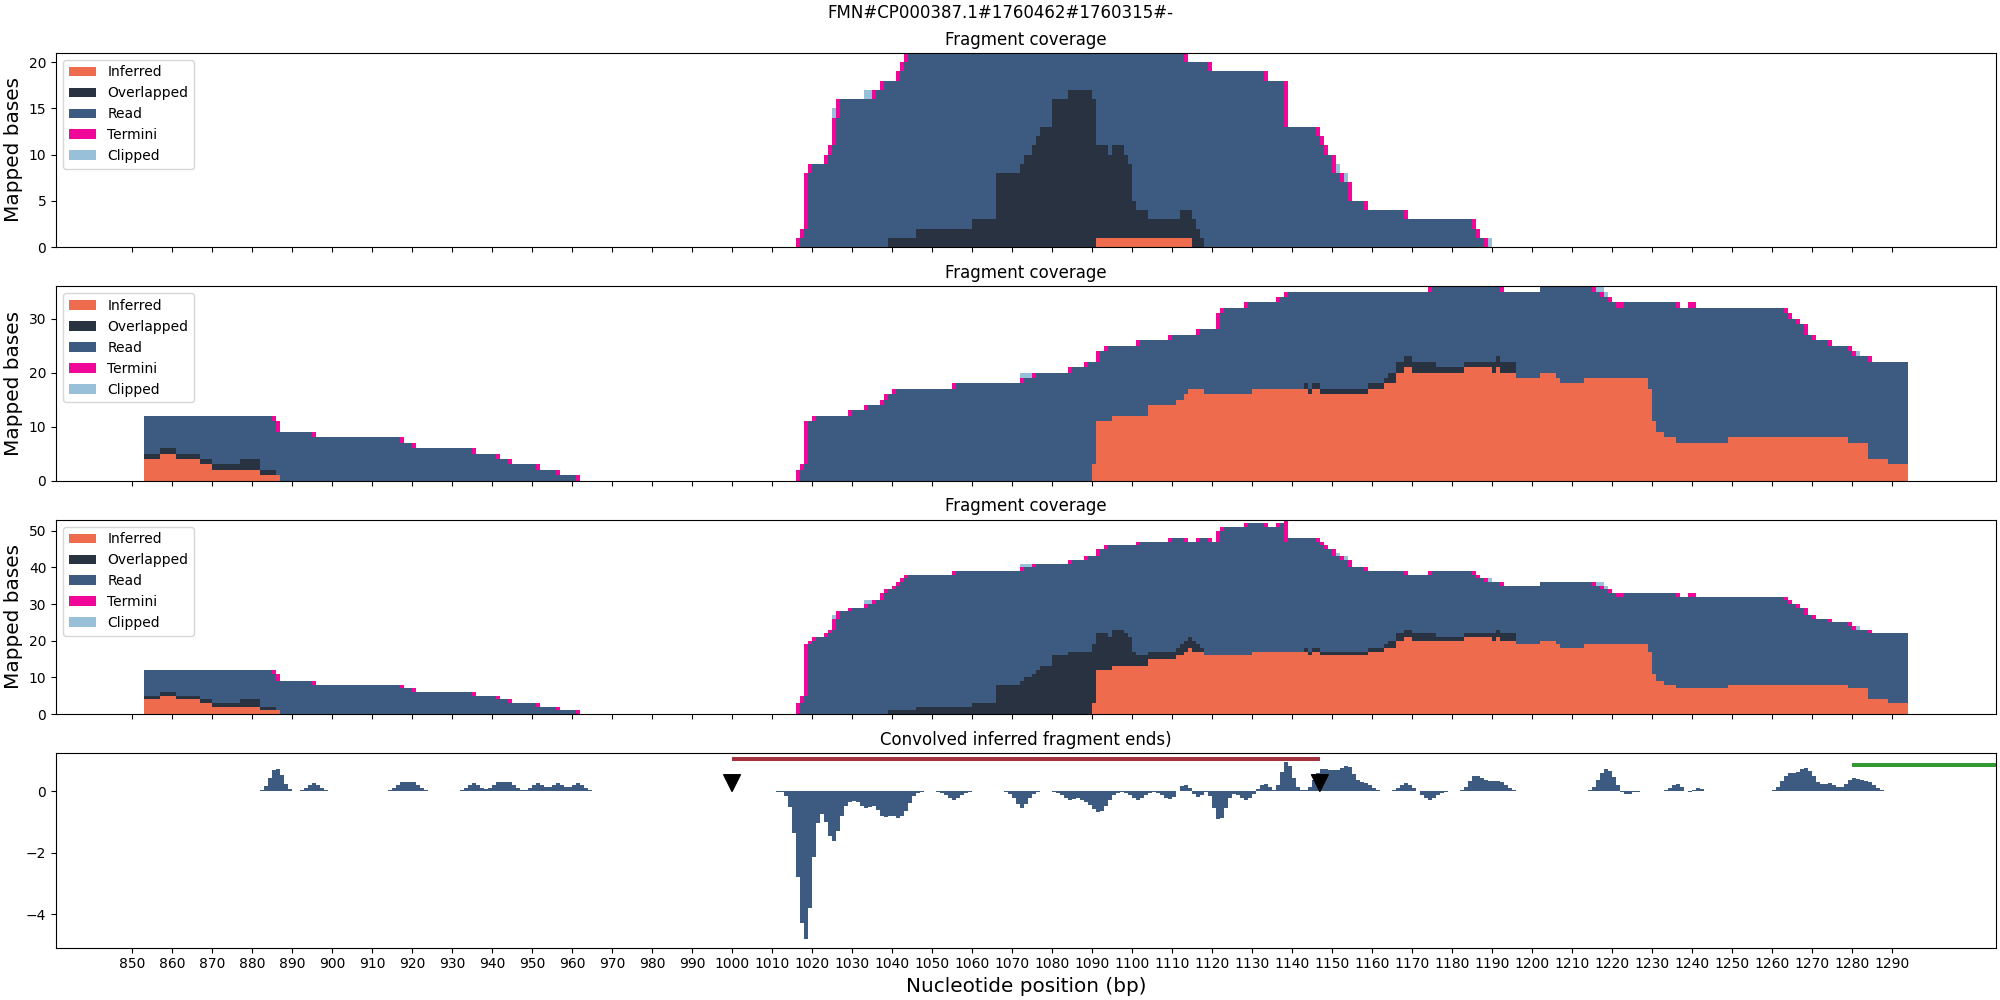 FMN#CP000387.1#1760462#1760315#-
Fragment coverage
Mapped bases
20
15
10
5
0
Inferred
Overlapped
Read
Termini
Clipped
Fragment coverage
Mapped bases
30
20
10
0
Inferred
Overlapped
Read
Termini
Clipped
Fragment coverage
Mapped bases
50
40
30
20
10
0
Inferred
Overlapped
Read
Termini
Clipped
Convolved inferred fragment ends)
0
−2
−4
850 860 870 880 890 900 910 920 930 940 950 960 970 980 990 1000 1010 1020 1030 1040 1050 1060 1070 1080 1090 1100 1110 1120 1130 1140 1150 1160 1170 1180 1190 1200 1210 1220 1230 1240 1250 1260 1270 1280 1290
Nucleotide position (bp)